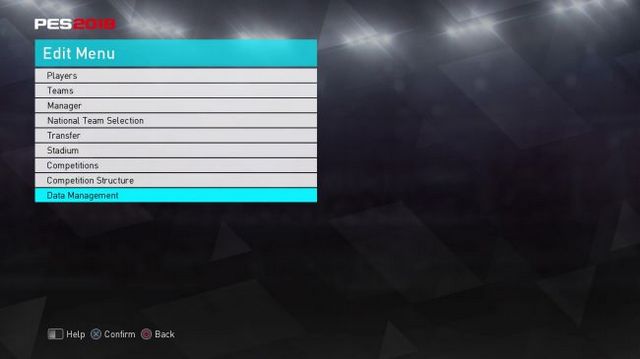 PES2018
Edit Menu
Players
Teams
Manager
National Team Selection
Transfer
Stadium
Competitions
Competition Structure
Data Management
Help Confirm Back